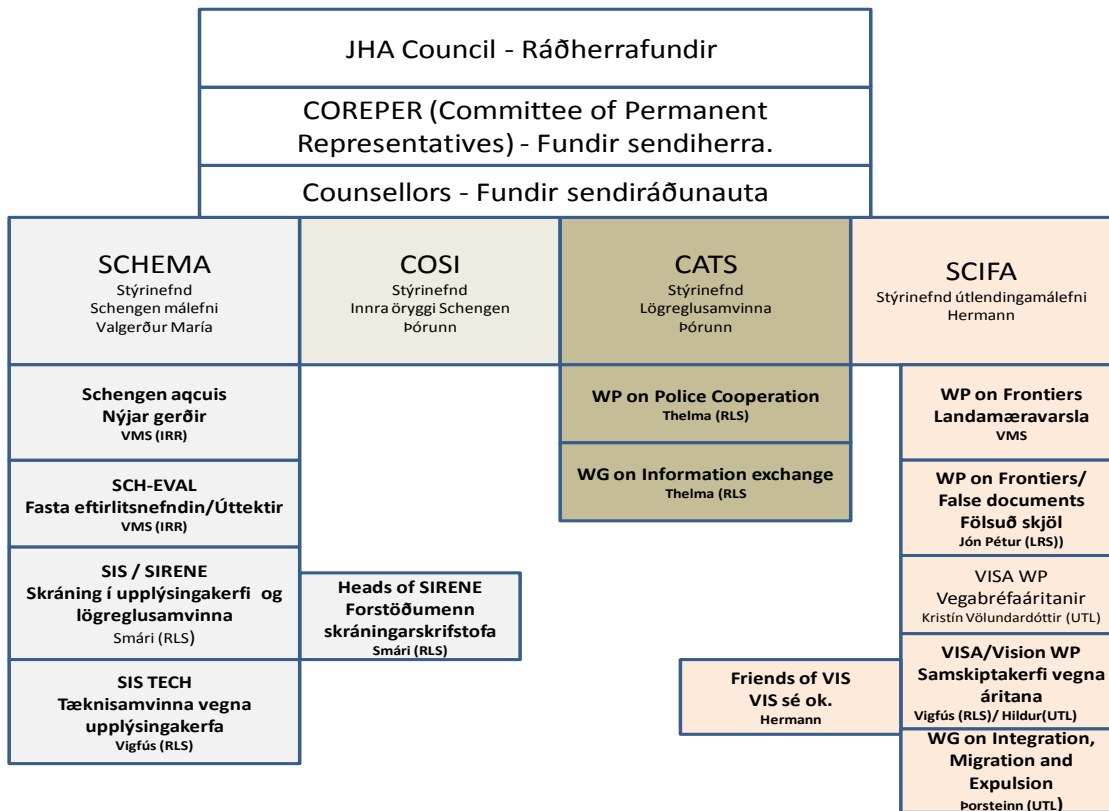 JHA Council - Ráðherrafundir
COREPER (Committee of Permanent
Representatives) - Fundir sendiherra.
Counsellors - Fundir sendiráðunauta
SCHEMA
Stýrinefnd
Schengen málefni
Valgerður María
COSI
Stýrinefnd
Innra öryggi Schengen
Þórunn
CATS
Stýrinefnd
Lögreglusamvinna
Þórunn
SCIFA
Stýrinefnd útlendingamálefni
Hermann
Schengen aqcuis
Nýjar gerðir
VMS (IRR)
SCH-EVAL
Fasta eftirlitsnefndin/Úttektir
VMS (IRR)
SIS / SIRENE
Skráning í upplýsingakerfi og
lögreglusamvinna
Smári (RLS)
SIS TECH
Tæknisamvinna vegna
upplýsingakerfa
Vigfús (RLS)
Heads of SIRENE
Forstöðumenn
skráningarskrifstofa
Smári (RLS)
WP on Police Cooperation
Thelma (RLS)
WG on Information exchange
Thelma (RLS
Friends of VIS
VIS sé ok.
Hermann
WP on Frontiers
Landamæravarsla
VMS
WP on Frontiers/
False documents
Fölsuð skjöl
Jón Pétur (LRS))
VISA WP
Vegabréfaáritanir
Kristín Völundardóttir (UTL)
VISA/Vision WP
Samskiptakerfi vegna
áritana
Vigfús (RLS)/ Hildur(UTL)
WG on Integration,
Migration and
Expulsion
Þorsteinn (UTL)